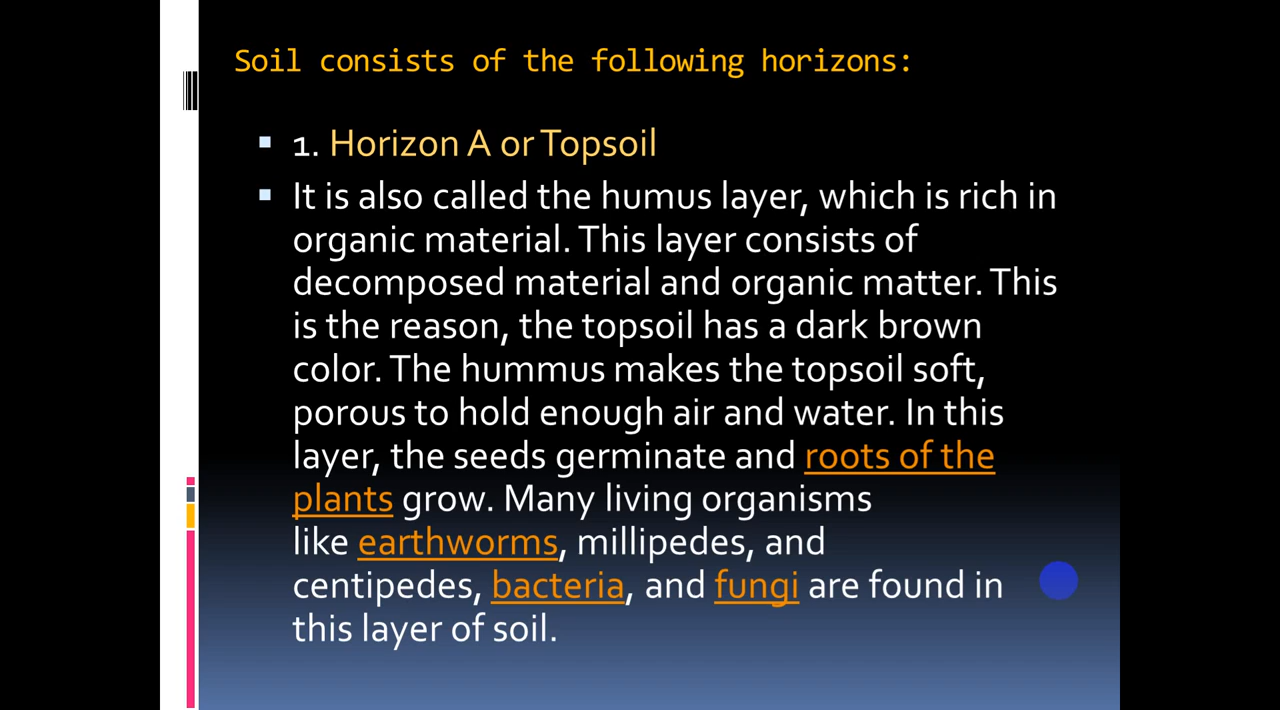 Soil consists of the following horizons:
1. Horizon A or Topsoil
It is also called the humus layer, which is rich in
organic material. This layer consists of
decomposed material and organic matter. This
is the reason, the topsoil has a dark brown
color. The hummus makes the topsoil soft,
porous to hold enough air and water. In this
layer, the seeds germinate and roots of the
plants grow. Many living organisms
like earthworms, millipedes, and
centipedes, bacteria, and fungi are found in
this layer of soil.